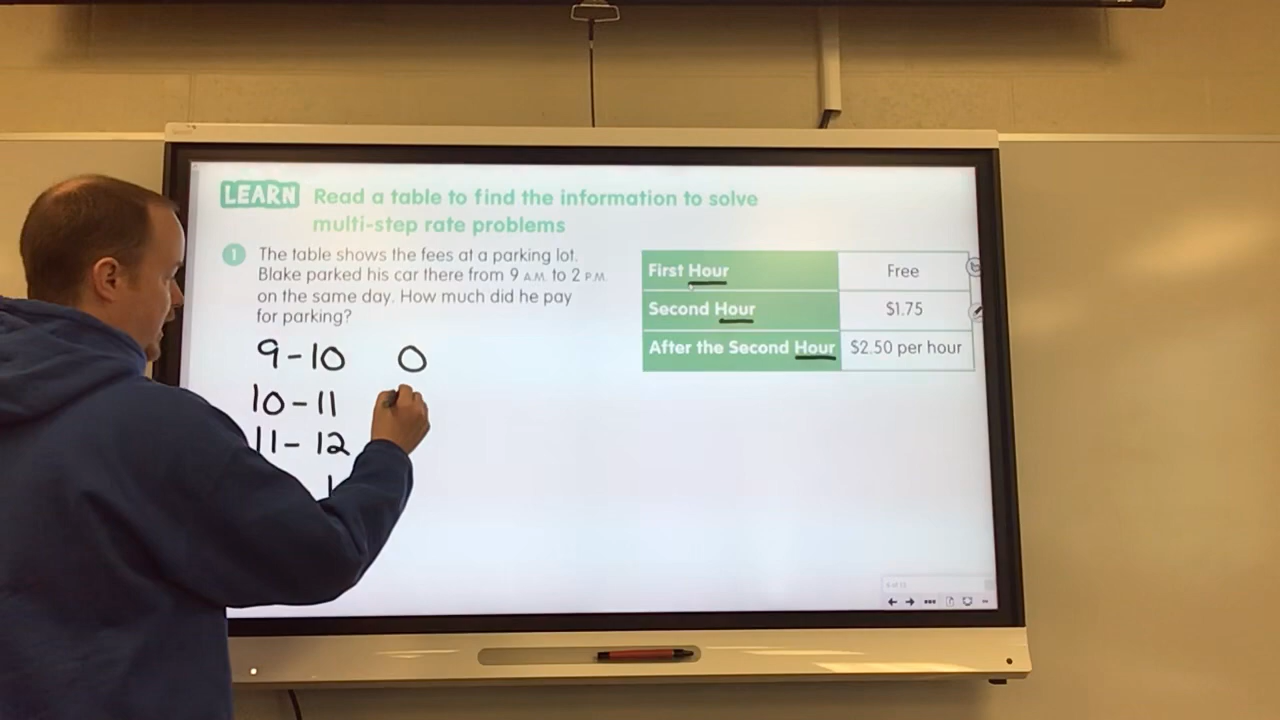 LEARN Read a table to find the information to solve
multi-step rate problems
1 The table shows the fees at a parking lot.
Blake parked his car there from 9 A.M. to 2 P.M.
on the same day. How much did he pay
for parking?
First Hour Free
Second Hour $1.75
After the Second Hour $2.50 per hour
9-10 0
10-11
11-12